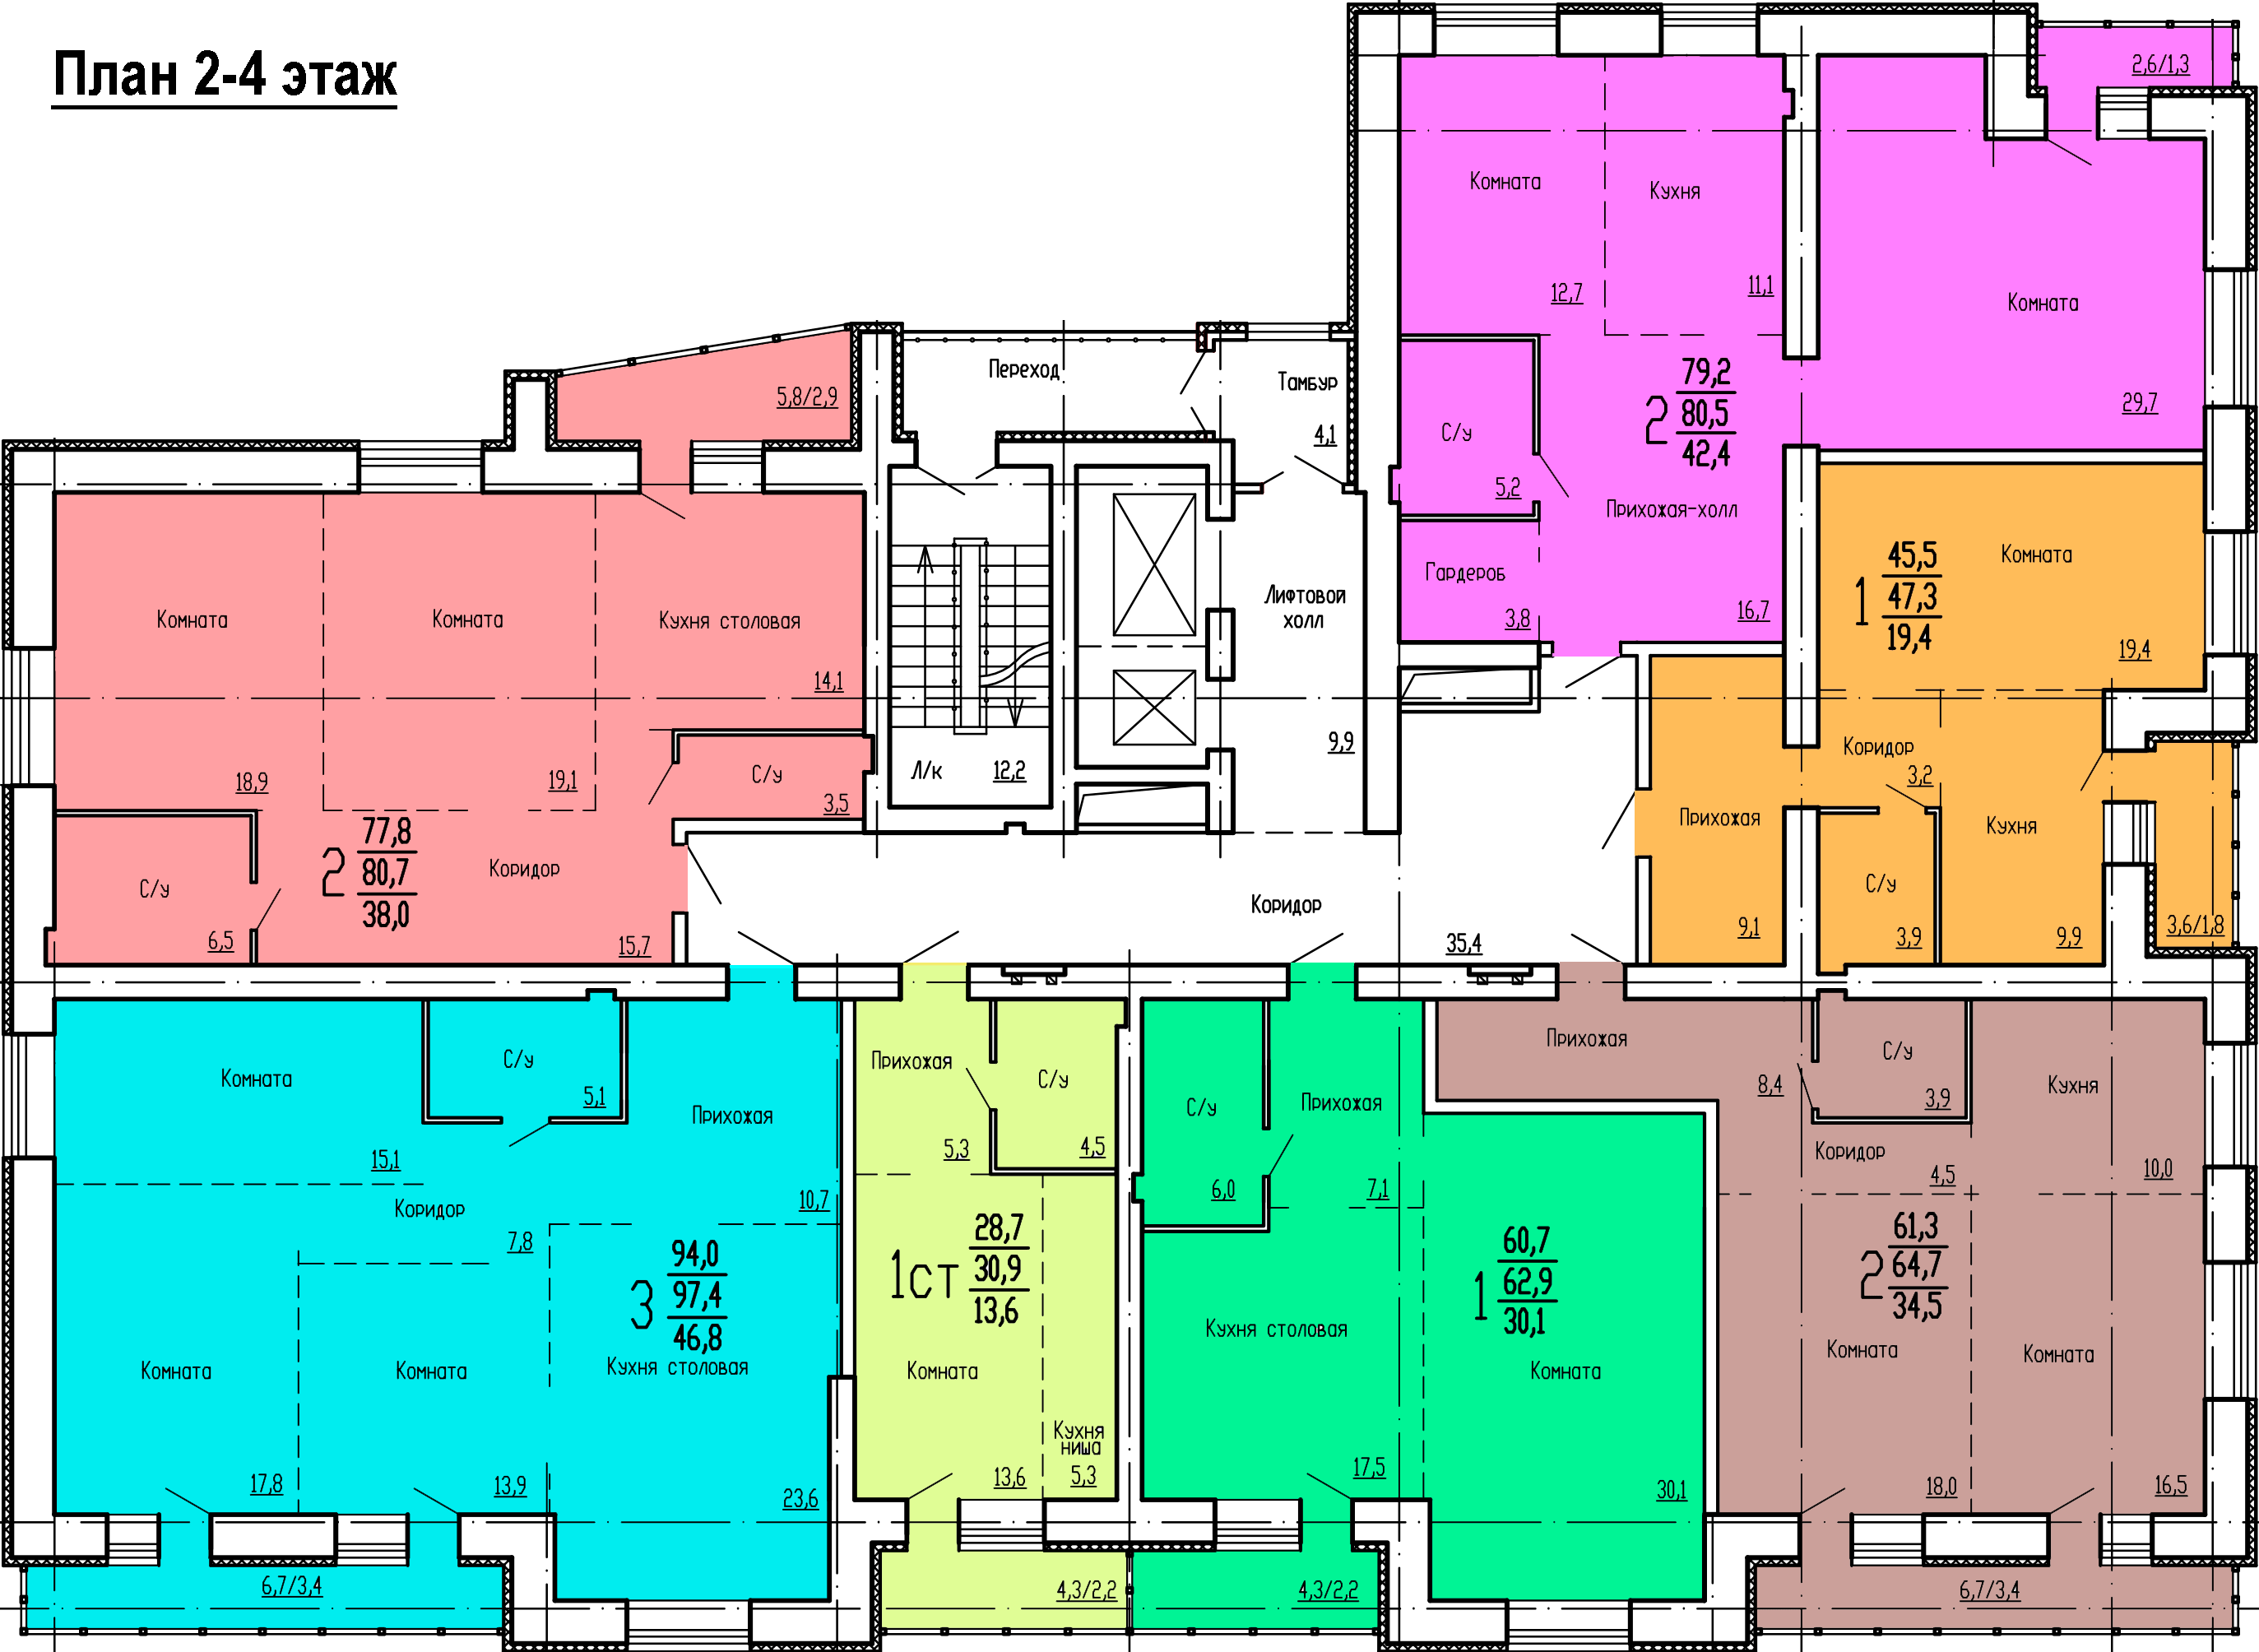 План 2-4 этаж
2,6/1,3
Комната
Кухня
12,7
11,1
Комната
29,7
79,2
2
80,5
42,4
С/у
5,2
Прихожая-холл
Гардероб
3,8
16,7
Переход
Тамбур
4,1
5,8/2,9
Комната
Комната
Кухня столовая
14,1
18,9
19,1
С/у
3,5
77,8
2
80,7
38,0
Коридор
С/у
6,5
15,7
Л/к
12,2
Лифтовой
холл
9,9
Коридор
35,4
45,5
1
47,3
19,4
Комната
19,4
Коридор
3,2
Прихожая
9,1
С/у
3,9
Кухня
9,9
3,6/1,8
Комната
15,1
С/у
5,1
Прихожая
10,7
Коридор
7,8
94,0
3
97,4
46,8
Комната
17,8
Комната
13,9
Кухня столовая
23,6
6,7/3,4
Прихожая
5,3
С/у
4,5
28,7
1ст
30,9
13,6
Комната
13,6
Кухня
ниша
5,3
4,3/2,2
С/у
6,0
Прихожая
7,1
60,7
1
62,9
30,1
Кухня столовая
17,5
Комната
30,1
4,3/2,2
Прихожая
8,4
С/у
3,9
Кухня
10,0
Коридор
4,5
61,3
2
64,7
34,5
Комната
18,0
Комната
16,5
6,7/3,4